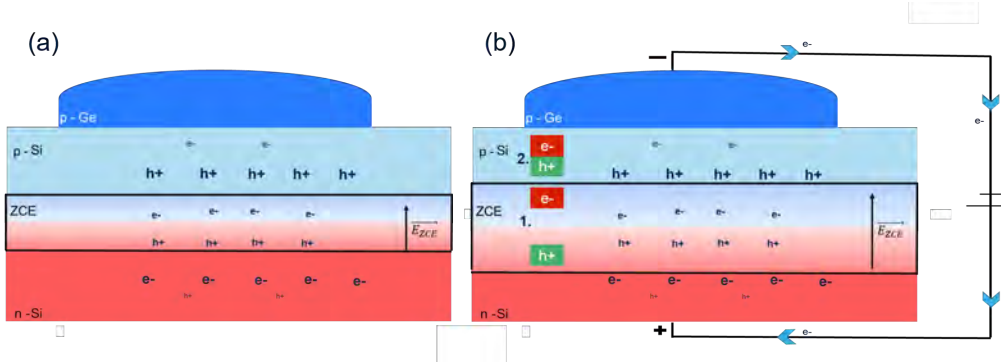 (a)
p - Ge
p - Si
e- e-
h+ h+ h+ h+ h+
ZCE
e- e- e- e-
h+ h+ h+ h+
E_ZCE
e- e- e- e- e-
h+ h+
n -Si
(b)
−
e-
e-
p - Ge
p - Si
2.
e-
h+
e- e-
h+ h+ h+ h+ h+
ZCE
1.
e-
h+
e- e- e- e-
h+ h+ h+ h+
E_ZCE
e- e- e- e- e-
h+ h+
n -Si
+
e-